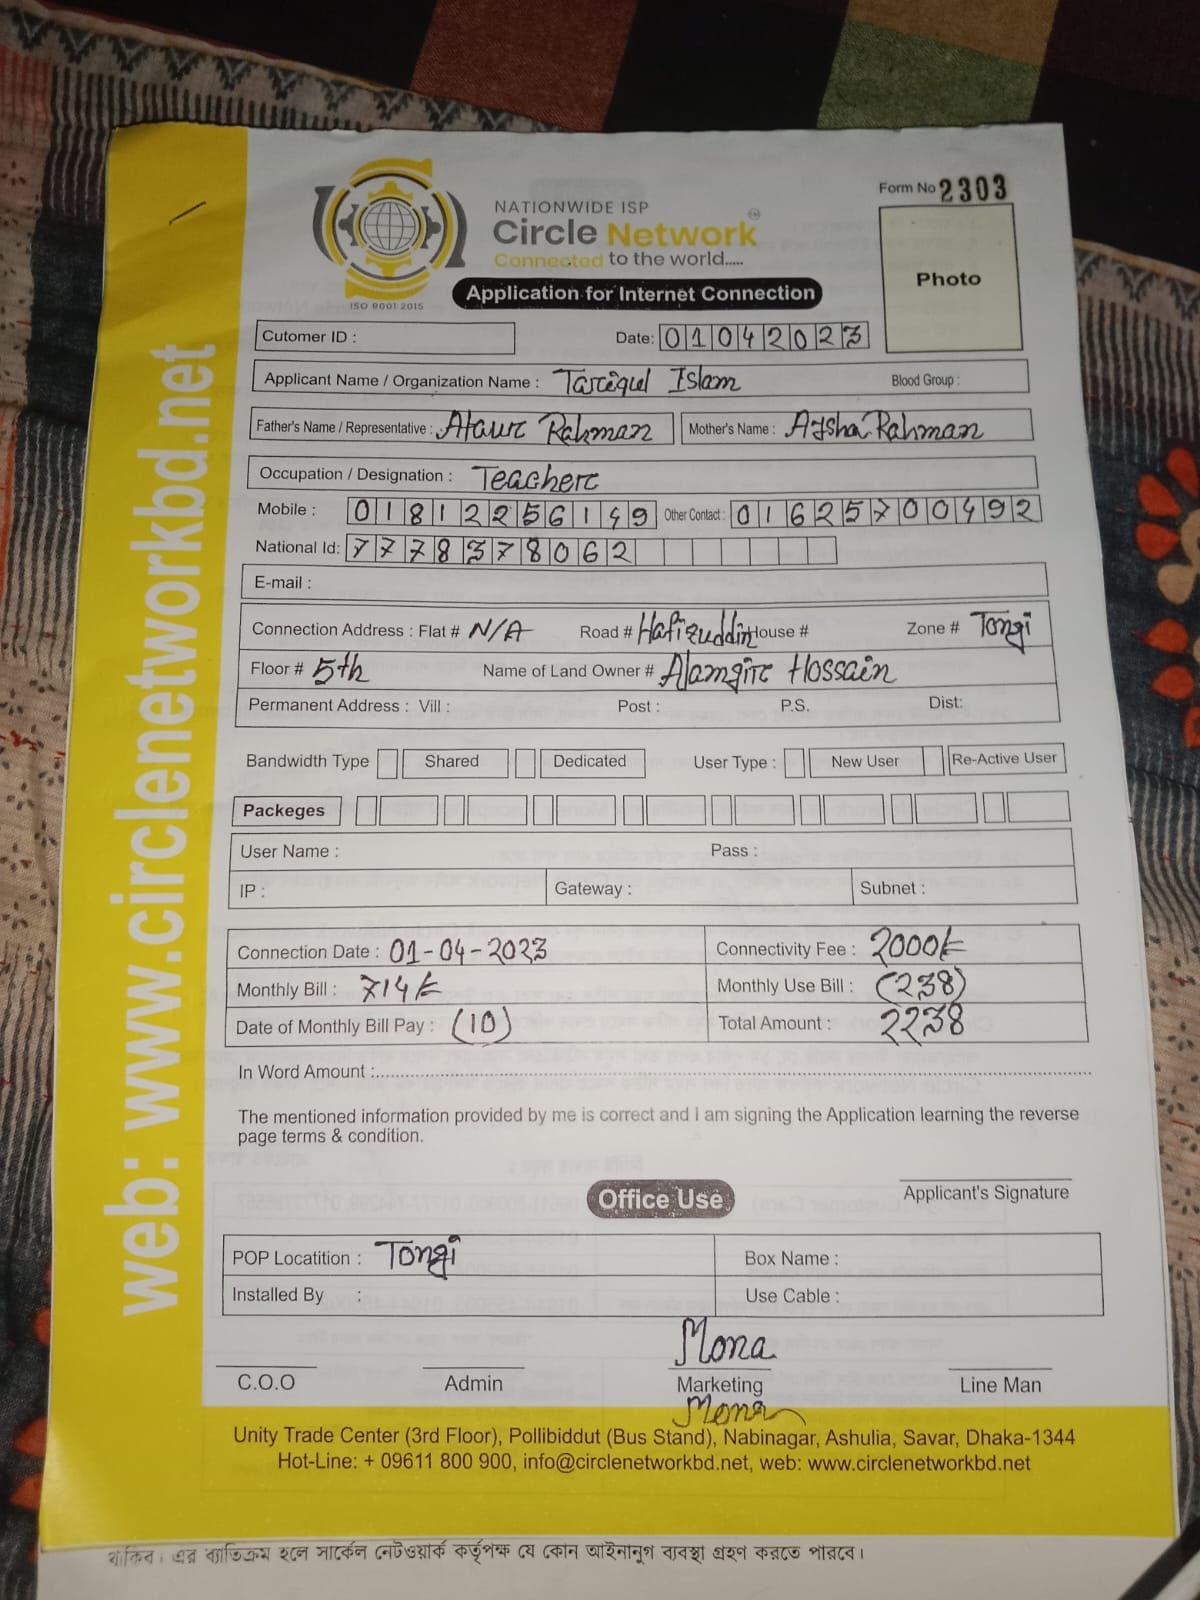 Form No 2303
NATIONWIDE ISP
Circle Network TM
Connected to the world.....
ISO 9001:2015
Application for Internet Connection
Photo
Cutomer ID : Date: 01042023
Applicant Name / Organization Name : Tareiqul Islam Blood Group :
Father's Name / Representative : Ataur Rahman Mother's Name : Aysha Rahman
Occupation / Designation : Teacher
Mobile : 01812256149 Other Contact : 01625700492
National Id: 7778378062
E-mail :
Connection Address : Flat # N/A Road # Hafizuddin House # Zone # Tongi
Floor # 5th Name of Land Owner # Alamgir Hossain
Permanent Address : Vill : Post : P.S. Dist:
Bandwidth Type Shared Dedicated User Type : New User Re-Active User
Packeges
User Name : Pass :
IP : Gateway : Subnet :
Connection Date : 01-04-2023 Connectivity Fee : 2000/-
Monthly Bill : 714/- Monthly Use Bill : (238)
Date of Monthly Bill Pay : (10) Total Amount : 2238
In Word Amount :
The mentioned information provided by me is correct and I am signing the Application learning the reverse
page terms & condition.
Applicant's Signature
Office Use
POP Locatition : Tongi Box Name :
Installed By : Use Cable :
Mona
C.O.O Admin Marketing Line Man
Mona
Unity Trade Center (3rd Floor), Pollibiddut (Bus Stand), Nabinagar, Ashulia, Savar, Dhaka-1344
Hot-Line: + 09611 800 900, info@circlenetworkbd.net, web: www.circlenetworkbd.net
web: www.circlenetworkbd.net
থাকিব। এর ব্যতিক্রম হলে সার্কেল নেটওয়ার্ক কর্তৃপক্ষ যে কোন আইনানুগ ব্যবস্থা গ্রহণ করতে পারবে।